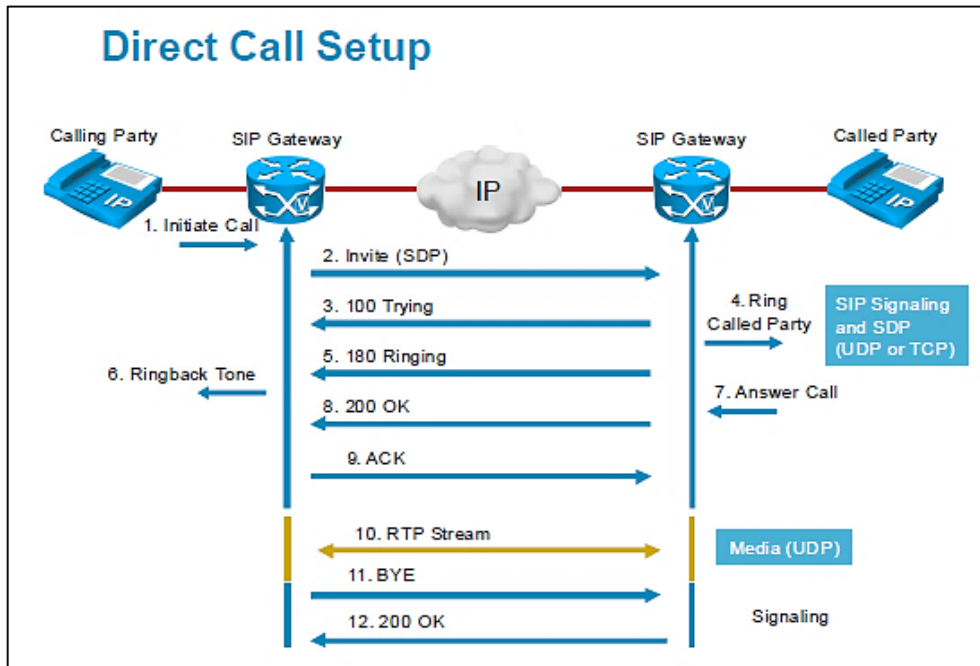 Direct Call Setup
Calling Party
SIP Gateway
SIP Gateway
Called Party
IP
IP
IP
V
V
1. Initiate Call
2. Invite (SDP)
3. 100 Trying
4. Ring
Called Party
SIP Signaling
and SDP
(UDP or TCP)
5. 180 Ringing
6. Ringback Tone
7. Answer Call
8. 200 OK
9. ACK
10. RTP Stream
Media (UDP)
11. BYE
Signaling
12. 200 OK